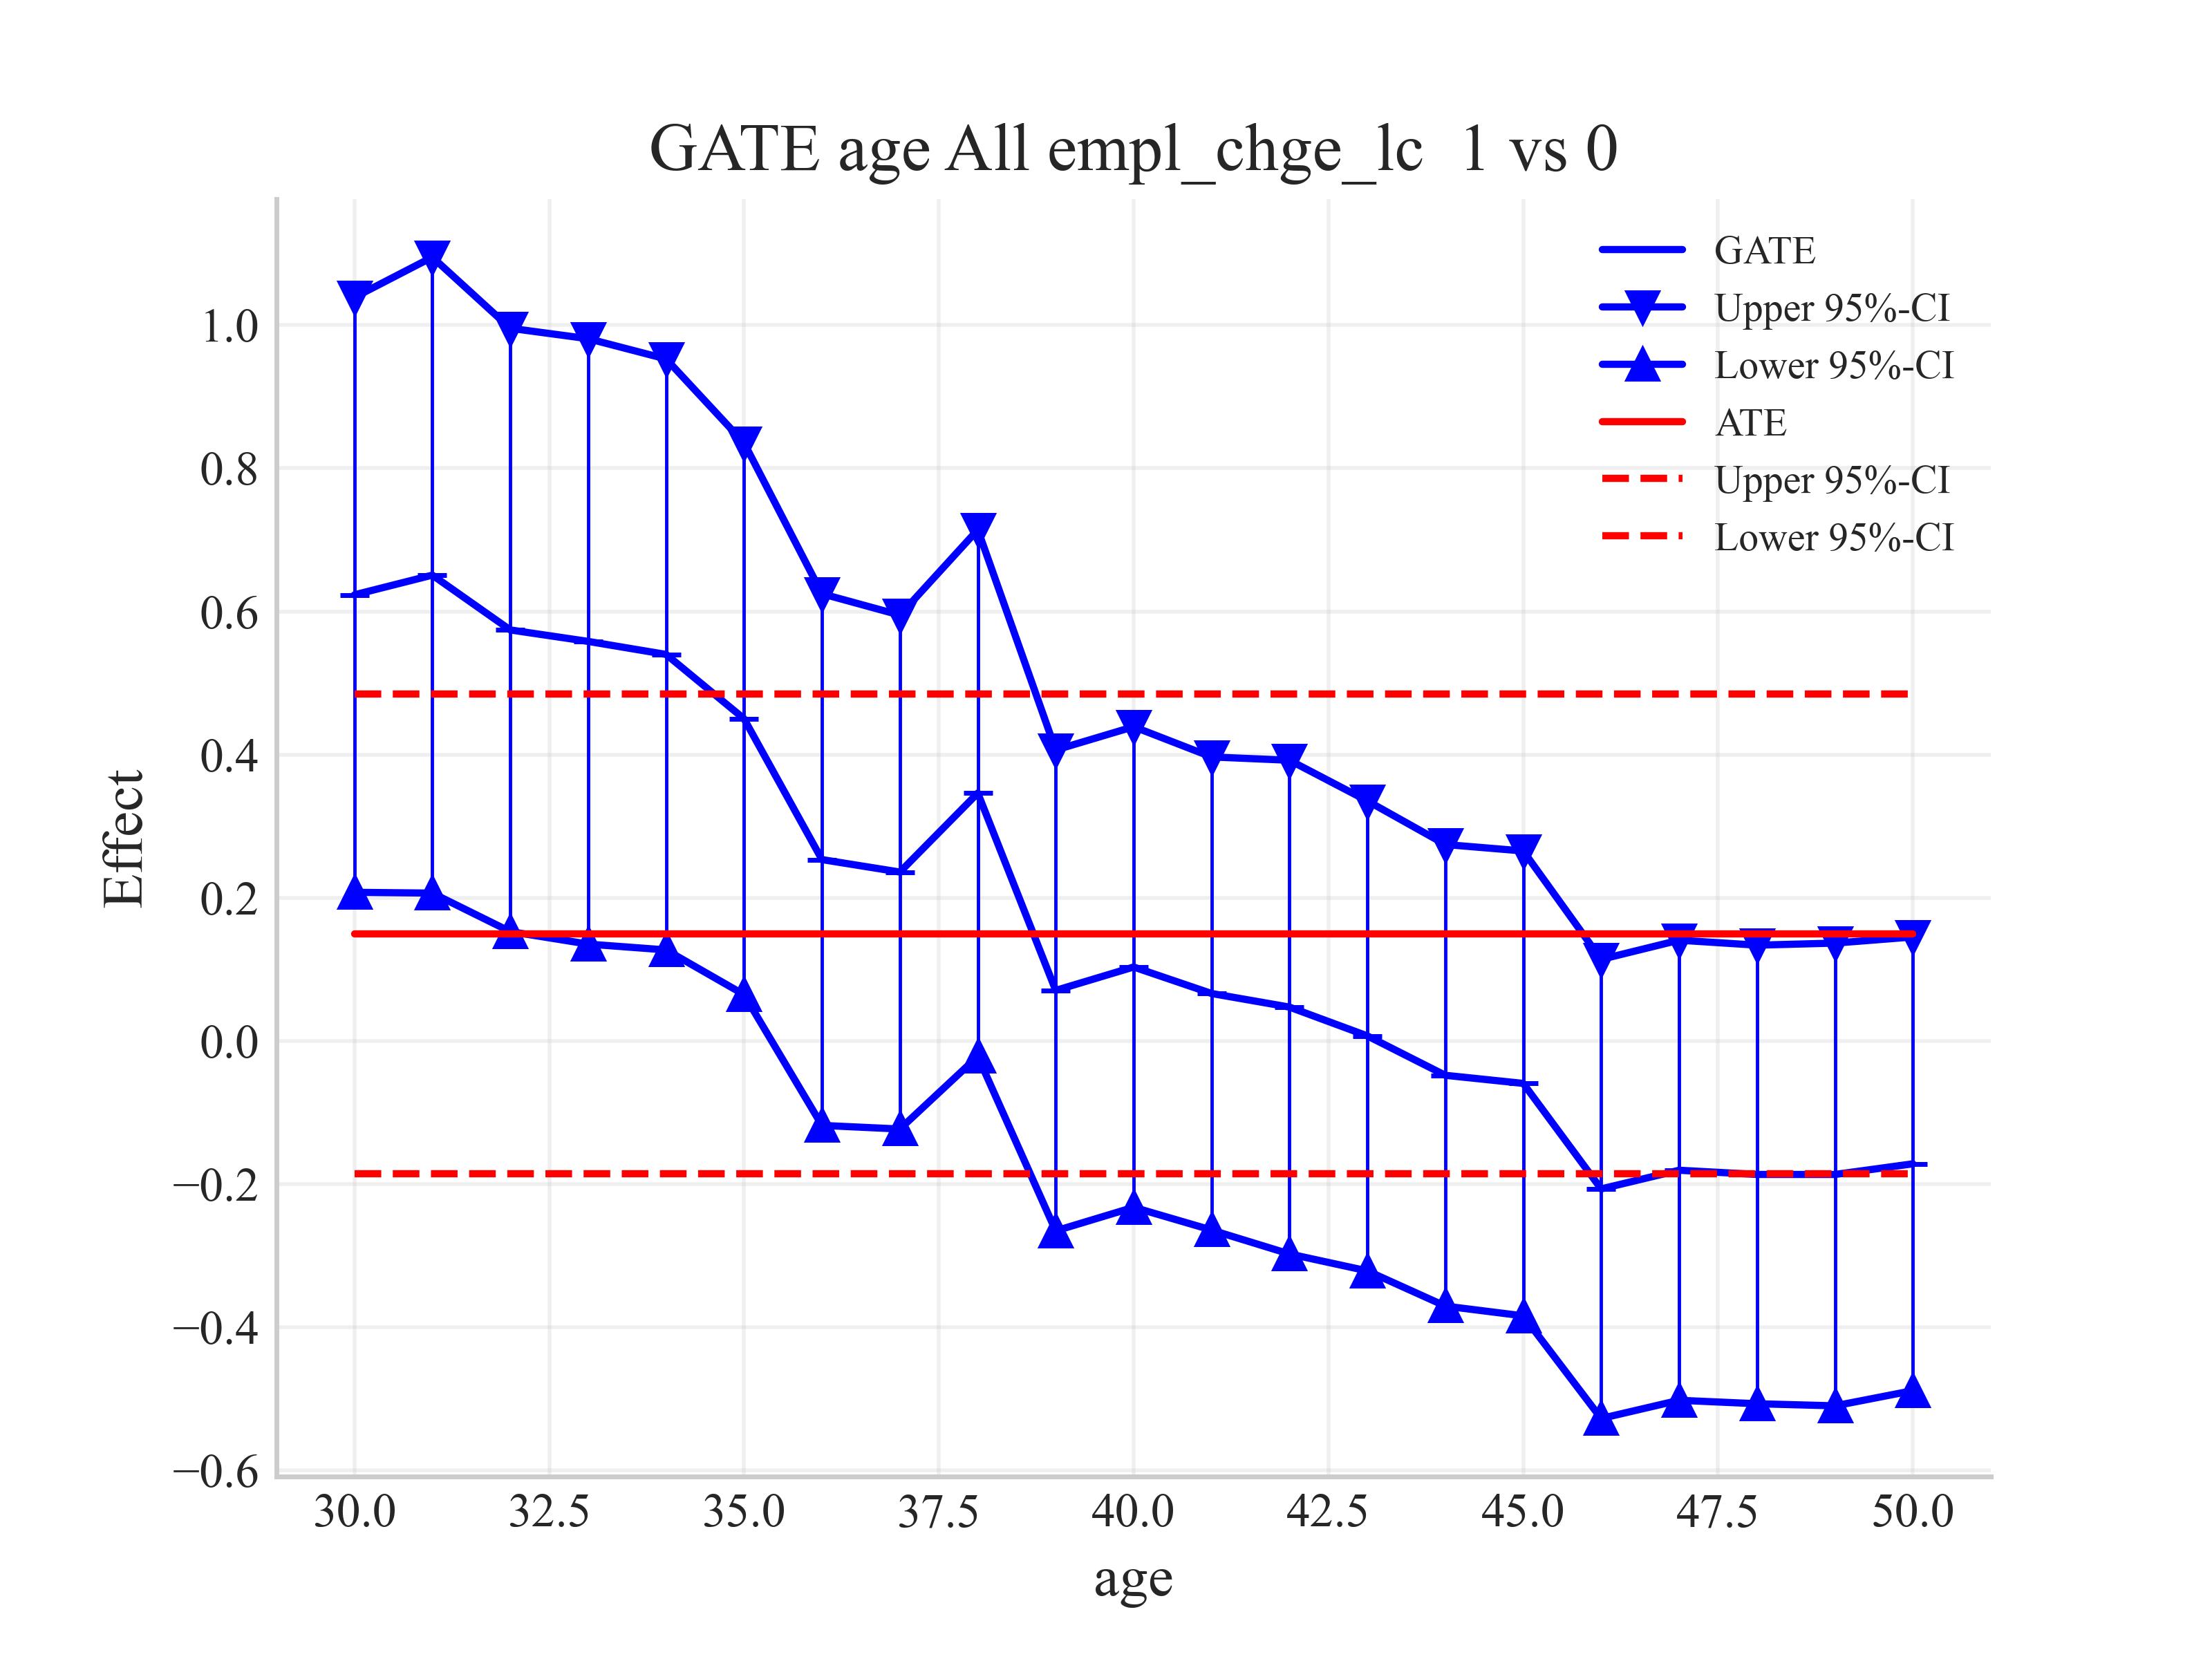 GATE age All empl_chge_lc 1 vs 0
GATE
Upper 95%-CI
Lower 95%-CI
ATE
Upper 95%-CI
Lower 95%-CI
Effect
1.0
0.8
0.6
0.4
0.2
0.0
−0.2
−0.4
−0.6
30.0 32.5 35.0 37.5 40.0 42.5 45.0 47.5 50.0
age